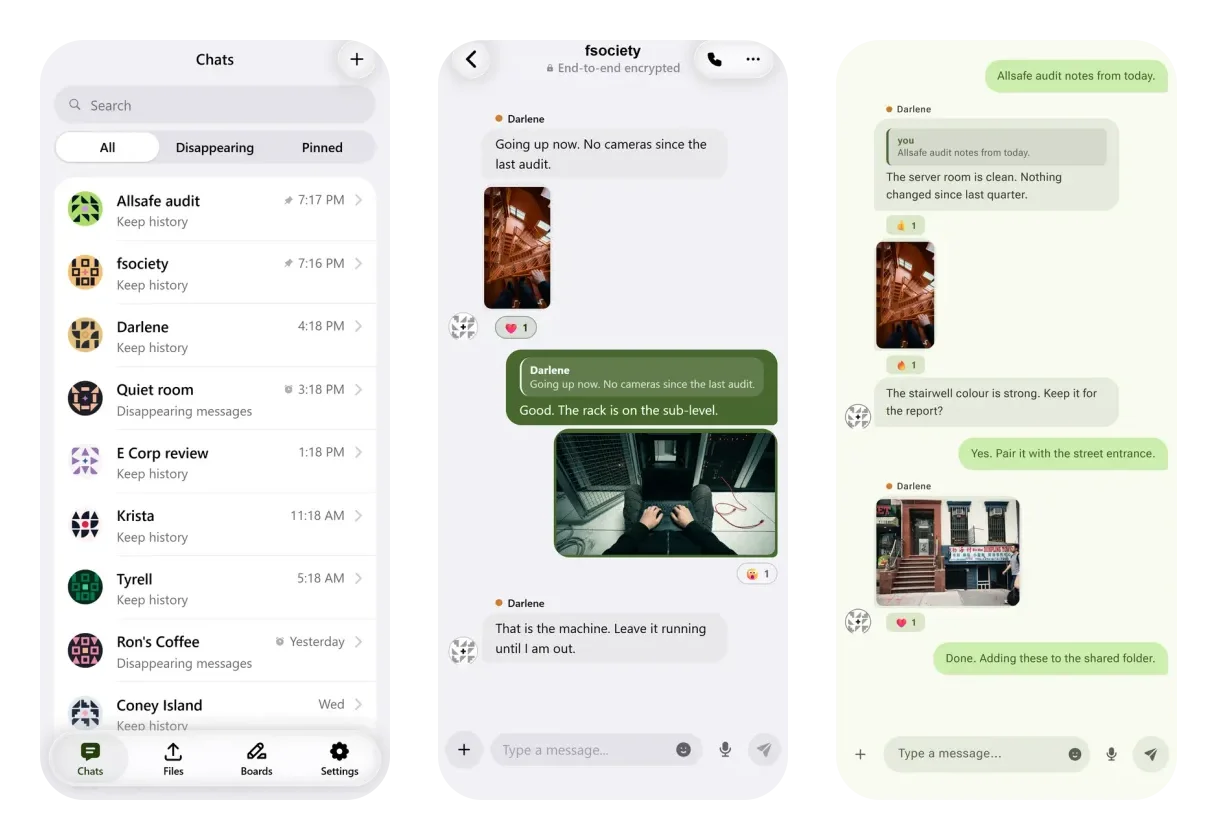 Chats
Search
All
Disappearing
Pinned
Allsafe audit
7:17 PM
Keep history
fsociety
7:16 PM
Keep history
Darlene
4:18 PM
Keep history
Quiet room
3:18 PM
Disappearing messages
E Corp review
1:18 PM
Keep history
Krista
11:18 AM
Keep history
Tyrell
5:18 AM
Keep history
Ron's Coffee
Yesterday
Disappearing messages
Coney Island
Wed
Keep history
Chats
Files
Boards
Settings
fsociety
End-to-end encrypted
Darlene
Going up now. No cameras since the
last audit.
1
Darlene
Going up now. No cameras since the last audit.
Good. The rack is on the sub-level.
1
Darlene
That is the machine. Leave it running
until I am out.
Type a message...
Allsafe audit notes from today.
Darlene
you
Allsafe audit notes from today.
The server room is clean. Nothing
changed since last quarter.
1
1
The stairwell colour is strong. Keep it for
the report?
Yes. Pair it with the street entrance.
Darlene
1
Done. Adding these to the shared folder.
Type a message...